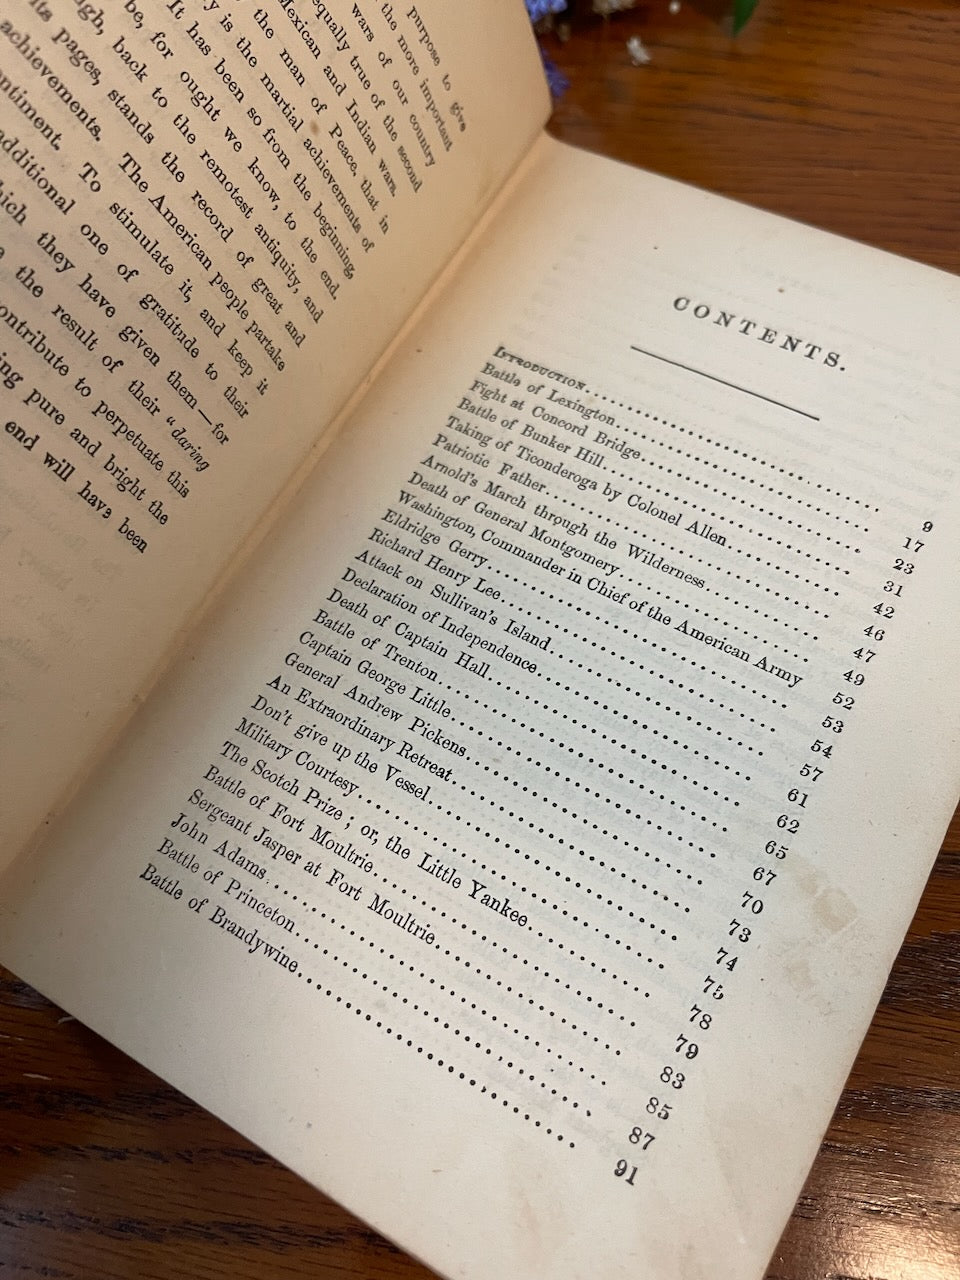 purpose to give
the more important
wars of our country
equally true of the second
Mexican and Indian wars.
the man of Peace, that in
is the martial achievements of
It has been so from the beginning,
be, for ought we know, to the end.
back to the remotest antiquity, and
its pages, stands the record of great and
achievements. The American people partake
To stimulate it, and keep it
additional one of gratitude to their
they have given them—for
the result of their "daring
to perpetuate this
pure and bright the
end will have been
CONTENTS.
INTRODUCTION........ 9
Battle of Lexington........ 17
Fight at Concord Bridge........ 23
Battle of Bunker Hill........ 31
Taking of Ticonderoga by Colonel Allen........ 42
Patriotic Father........ 46
Arnold's March through the Wilderness........ 47
Death of General Montgomery........ 49
Washington, Commander in Chief of the American Army 52
Eldridge Gerry........ 53
Richard Henry Lee........ 54
Attack on Sullivan's Island........ 57
Declaration of Independence........ 61
Death of Captain Hall........ 62
Battle of Trenton........ 65
Captain George Little........ 67
General Andrew Pickens........ 70
An Extraordinary Retreat........ 73
Don't give up the Vessel........ 74
Military Courtesy........ 75
The Scotch Prize; or, the Little Yankee........ 78
Battle of Fort Moultrie........ 79
Sergeant Jasper at Fort Moultrie........ 83
John Adams........ 85
Battle of Princeton........ 87
Battle of Brandywine........ 91